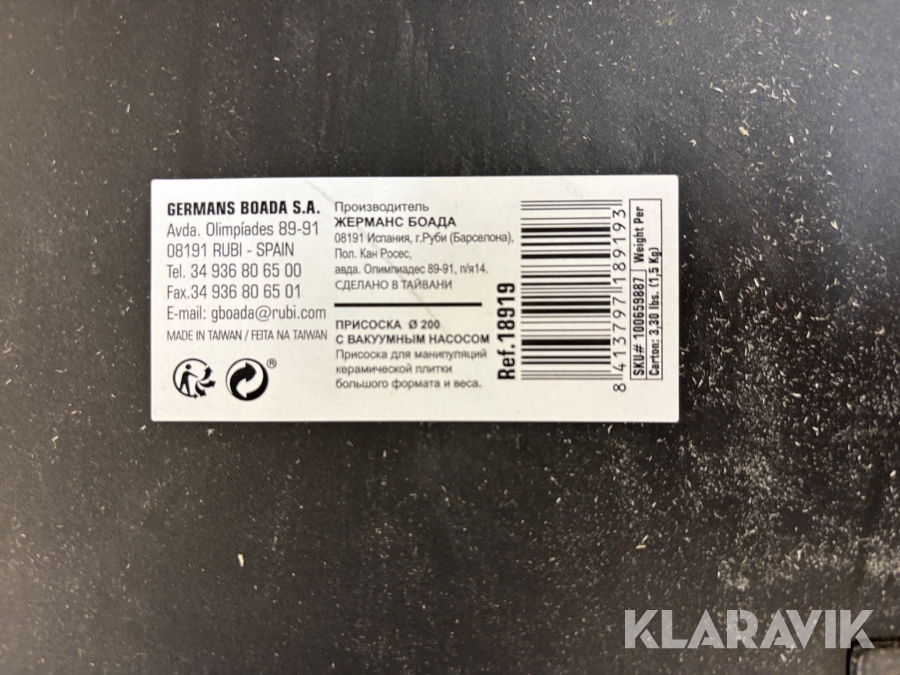 GERMANS BOADA S.A.
Avda. Olimpíades 89-91
08191 RUBI - SPAIN
Tel. 34 936 80 65 00
Fax.34 936 80 65 01
E-mail: gboada@rubi.com
MADE IN TAIWAN / FEITA NA TAIWAN
®
Производитель
ЖЕРМАНС БОАДА
08191 Испания, г.Руби (Барселона),
Пол. Кан Росес,
авда. Олимпиадес 89-91, п/я14.
СДЕЛАНО В ТАЙВАНИ
ПРИСОСКА Ø 200
С ВАКУУМНЫМ НАСОСОМ
Присоска для манипуляций
керамической плитки
большого формата и веса.
Ref.18919
8 413797 189193
SKU# 100659887 Weight Per
Carton: 3,30 lbs. (1,5 Kg)
KLARAVIK